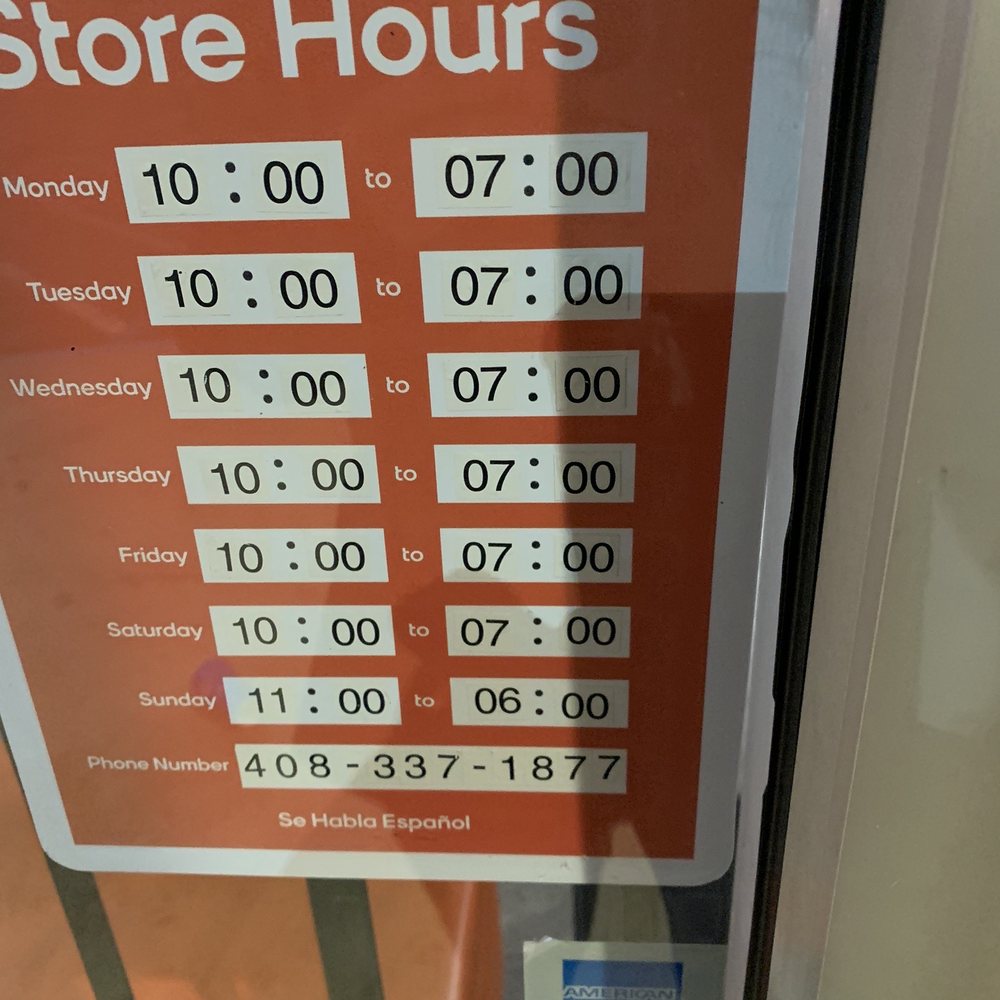 Store Hours
Monday 10:00 to 07:00
Tuesday 10:00 to 07:00
Wednesday 10:00 to 07:00
Thursday 10:00 to 07:00
Friday 10:00 to 07:00
Saturday 10:00 to 07:00
Sunday 11:00 to 06:00
Phone Number 408-337-1877
Se Habla Español
AMERICAN